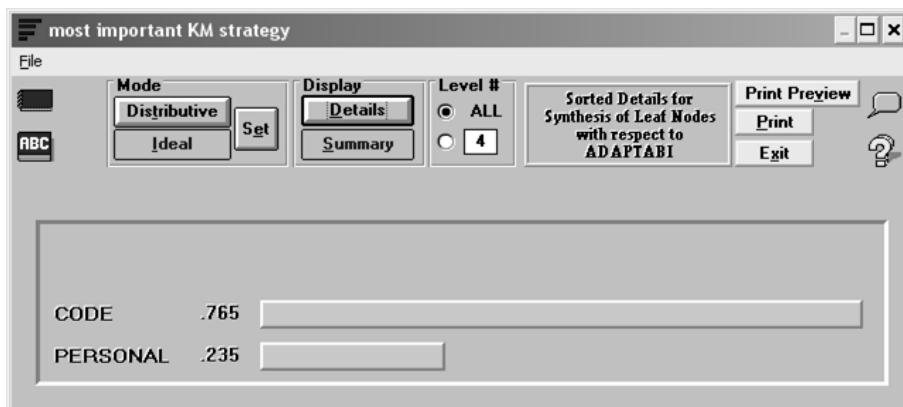 most important KM strategy
File
Mode
Distributive
Ideal
Set
Display
Details
Summary
Level #
ALL
4
Sorted Details for
Synthesis of Leaf Nodes
with respect to
ADAPTABI
Print Preview
Print
Exit
ABC
CODE .765
PERSONAL .235